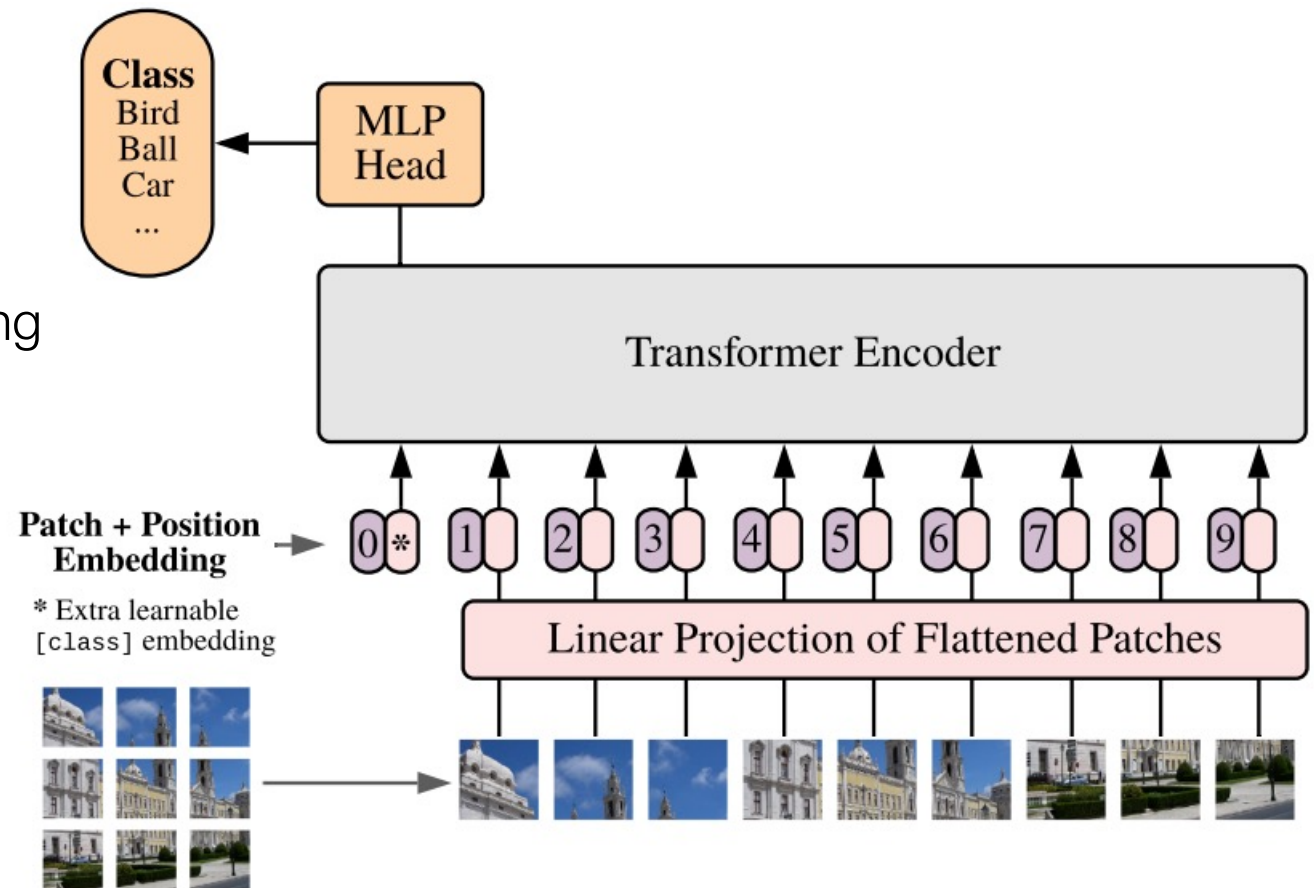 Class
Bird
Ball
Car
...
MLP
Head
ng
Transformer Encoder
Patch + Position
Embedding
0 * 1 2 3 4 5 6 7 8 9
* Extra learnable
[class] embedding
Linear Projection of Flattened Patches